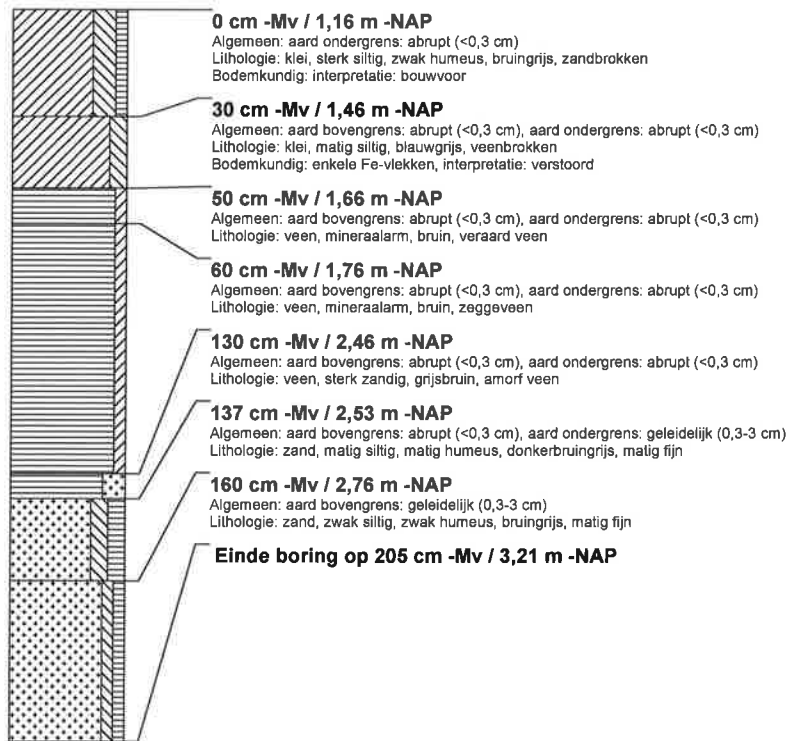 0 cm -Mv / 1,16 m -NAP
Algemeen: aard ondergrens: abrupt (<0,3 cm)
Lithologie: klei, sterk siltig, zwak humeus, bruingrijs, zandbrokken
Bodemkundig: interpretatie: bouwvoor
30 cm -Mv / 1,46 m -NAP
Algemeen: aard bovengrens: abrupt (<0,3 cm), aard ondergrens: abrupt (<0,3 cm)
Lithologie: klei, matig siltig, blauwgrijs, veenbrokken
Bodemkundig: enkele Fe-vlekken, interpretatie: verstoord
50 cm -Mv / 1,66 m -NAP
Algemeen: aard bovengrens: abrupt (<0,3 cm), aard ondergrens: abrupt (<0,3 cm)
Lithologie: veen, mineraalarm, bruin, veraard veen
60 cm -Mv / 1,76 m -NAP
Algemeen: aard bovengrens: abrupt (<0,3 cm), aard ondergrens: abrupt (<0,3 cm)
Lithologie: veen, mineraalarm, bruin, zeggeveen
130 cm -Mv / 2,46 m -NAP
Algemeen: aard bovengrens: abrupt (<0,3 cm), aard ondergrens: abrupt (<0,3 cm)
Lithologie: veen, sterk zandig, grijsbruin, amorf veen
137 cm -Mv / 2,53 m -NAP
Algemeen: aard bovengrens: abrupt (<0,3 cm), aard ondergrens: geleidelijk (0,3-3 cm)
Lithologie: zand, matig siltig, matig humeus, donkerbruingrijs, matig fijn
160 cm -Mv / 2,76 m -NAP
Algemeen: aard bovengrens: geleidelijk (0,3-3 cm)
Lithologie: zand, zwak siltig, zwak humeus, bruingrijs, matig fijn
Einde boring op 205 cm -Mv / 3,21 m -NAP